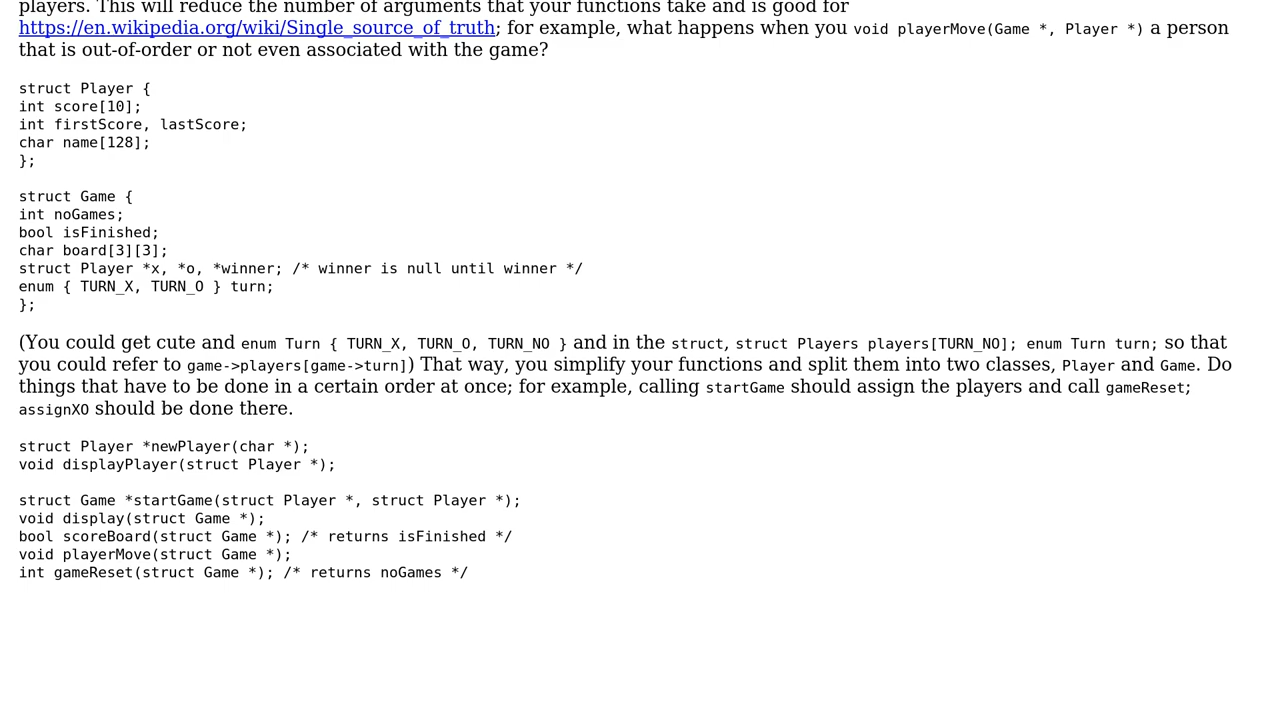 players. This will reduce the number of arguments that your functions take and is good for
https://en.wikipedia.org/wiki/Single_source_of_truth; for example, what happens when you void playerMove(Game *, Player *) a person
that is out-of-order or not even associated with the game?
struct Player {
int score[10];
int firstScore, lastScore;
char name[128];
};
struct Game {
int noGames;
bool isFinished;
char board[3][3];
struct Player *x, *o, *winner; /* winner is null until winner */
enum { TURN_X, TURN_O } turn;
};
(You could get cute and enum Turn { TURN_X, TURN_O, TURN_NO } and in the struct, struct Players players[TURN_NO]; enum Turn turn; so that
you could refer to game->players[game->turn]) That way, you simplify your functions and split them into two classes, Player and Game. Do
things that have to be done in a certain order at once; for example, calling startGame should assign the players and call gameReset;
assignXO should be done there.
struct Player *newPlayer(char *);
void displayPlayer(struct Player *);
struct Game *startGame(struct Player *, struct Player *);
void display(struct Game *);
bool scoreBoard(struct Game *); /* returns isFinished */
void playerMove(struct Game *);
int gameReset(struct Game *); /* returns noGames */